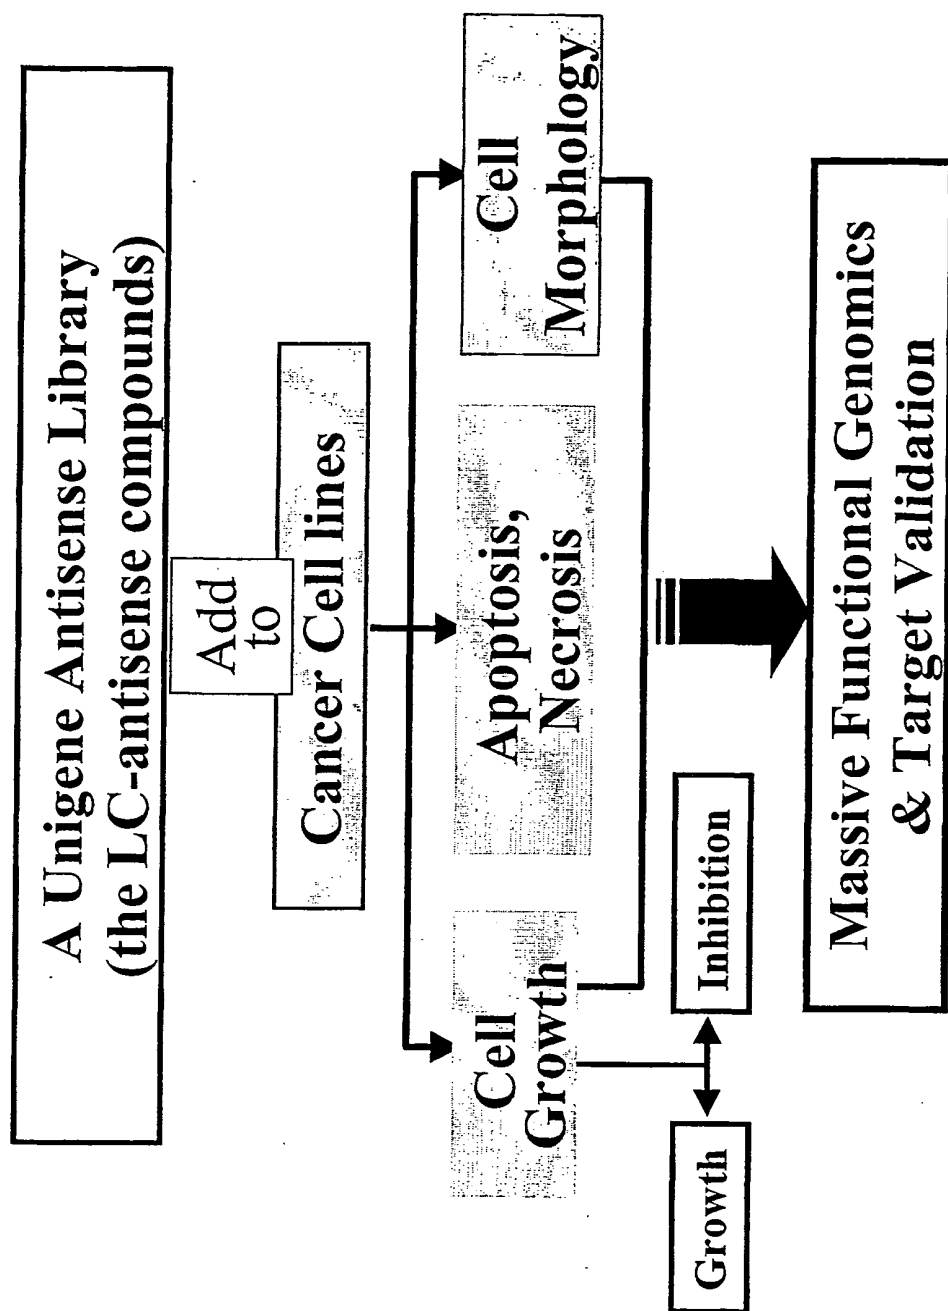 A Unigene Antisense Library
(the LC-antisense compounds)
Add
to
Cancer Cell lines
Cell
Growth
Apoptosis,
Necrosis
Cell
Morphology
Growth
Inhibition
Massive Functional Genomics
& Target Validation